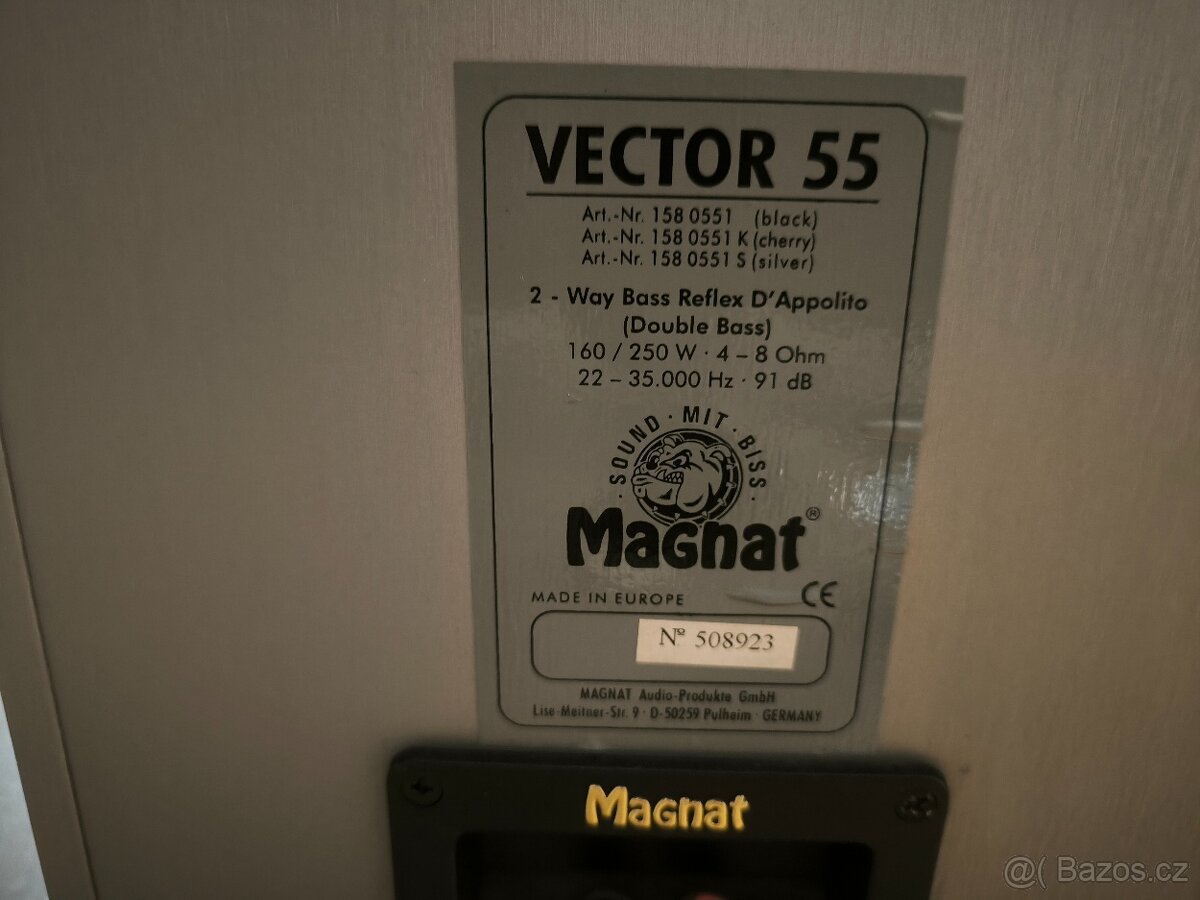 VECTOR 55
Art.-Nr. 158 0551 (black)
Art.-Nr. 158 0551 K (cherry)
Art.-Nr. 158 0551 S (silver)
2 - Way Bass Reflex D'Appolito
(Double Bass)
160 / 250 W · 4 – 8 Ohm
22 – 35.000 Hz · 91 dB
· SOUND · MIT · BISS ·
Magnat®
MADE IN EUROPE CE
Nº 508923
MAGNAT Audio-Produkte GmbH
Lise-Meitner-Str. 9 · D-50259 Pulheim · GERMANY
Magnat
@( Bazos.cz